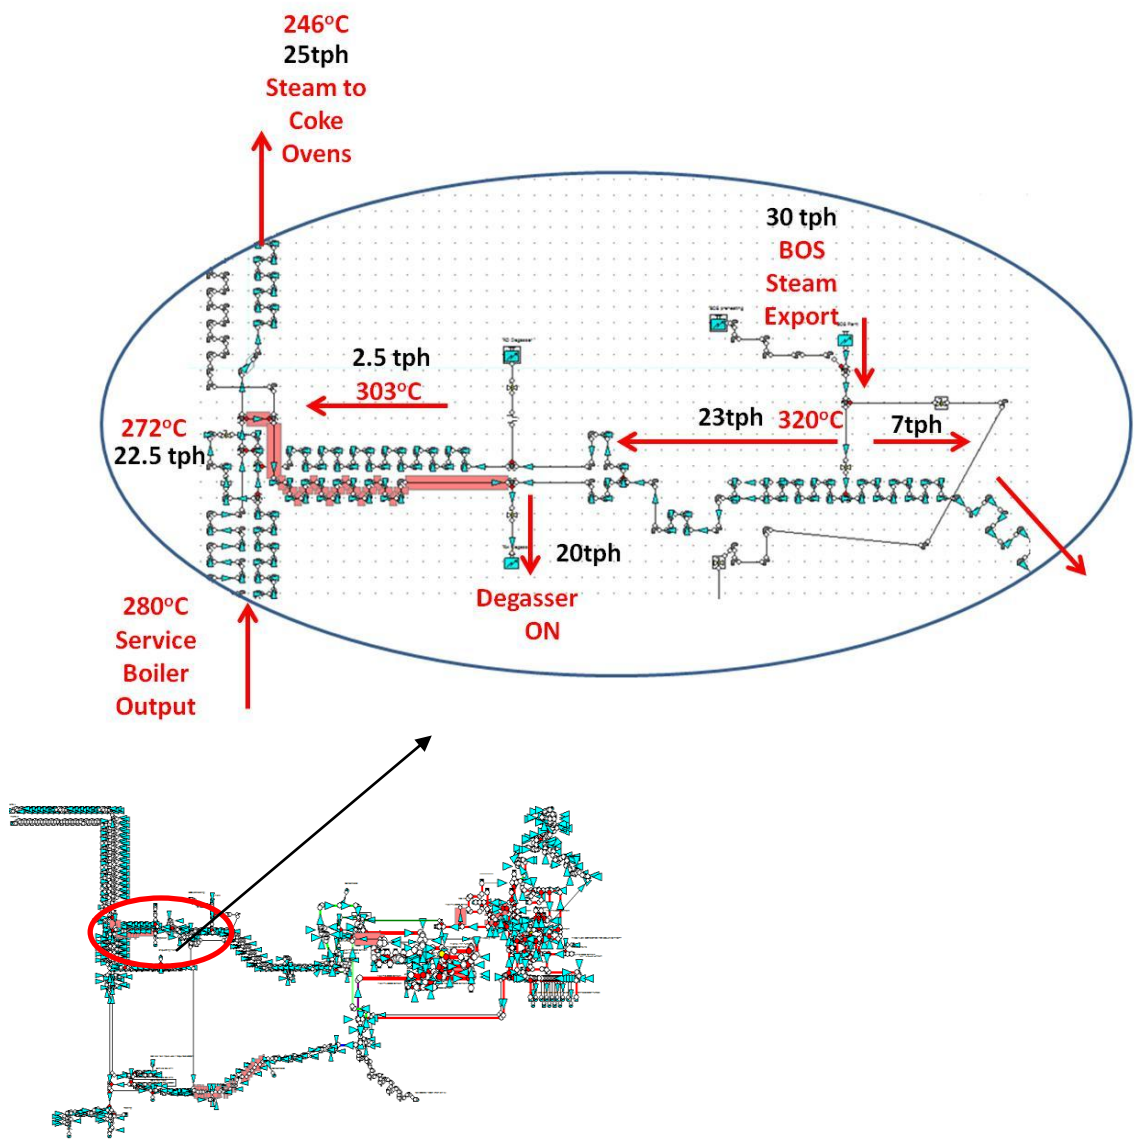 246°C
25tph
Steam to
Coke
Ovens
30 tph
BOS
Steam
Export
2.5 tph
303°C
23tph 320°C 7tph
272°C
22.5 tph
20tph
Degasser
ON
280°C
Service
Boiler
Output